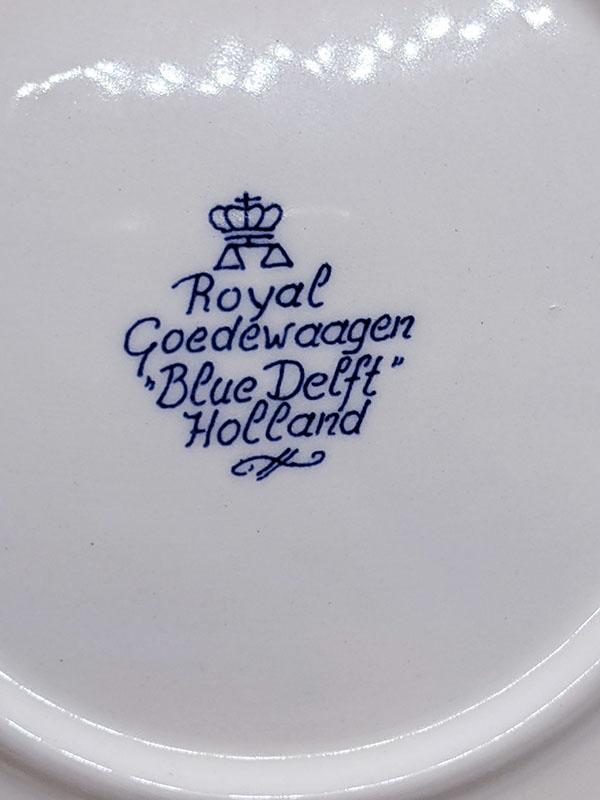 Royal
Goedewaagen
"Blue Delft"
Holland